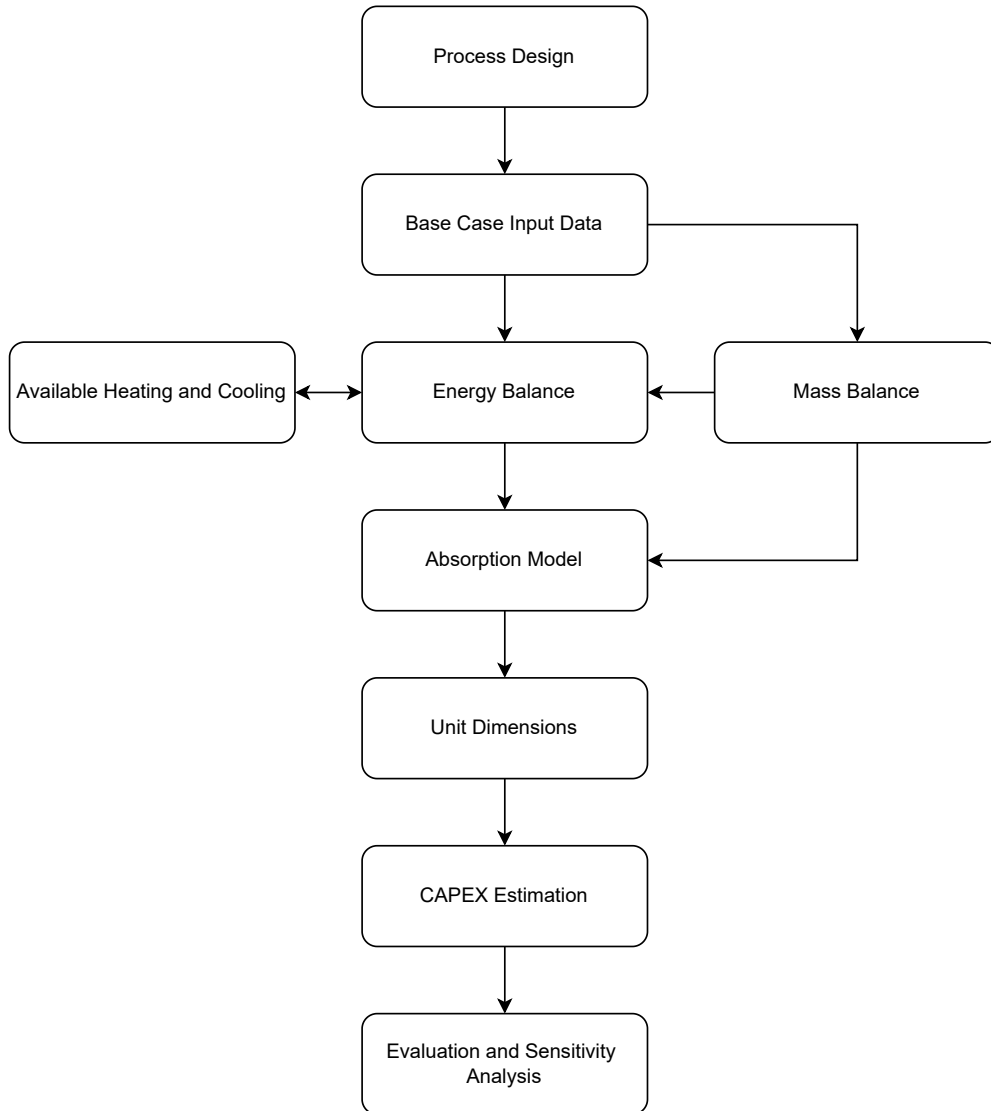 Process Design
Base Case Input Data
Available Heating and Cooling
Energy Balance
Mass Balance
Absorption Model
Unit Dimensions
CAPEX Estimation
Evaluation and Sensitivity
Analysis